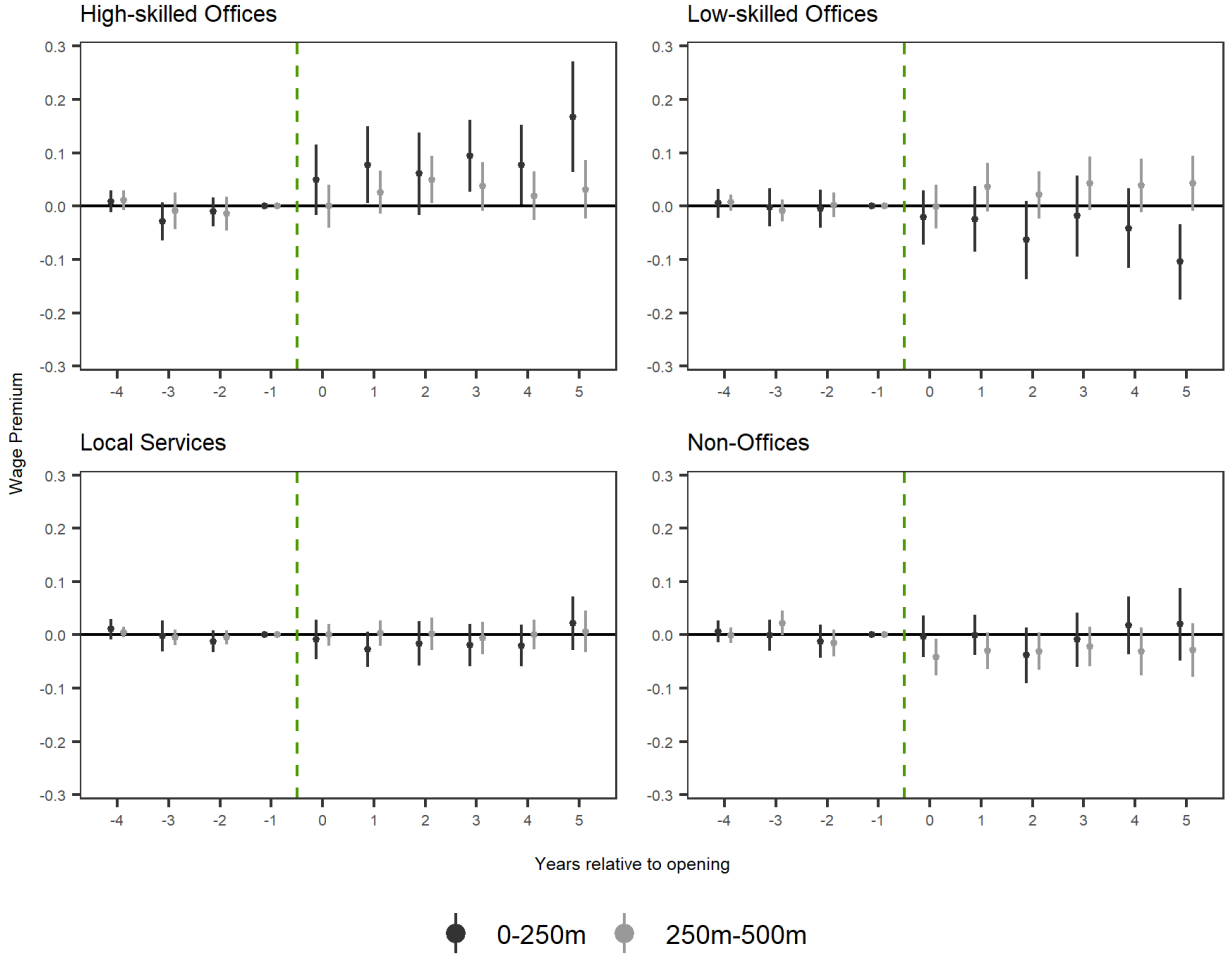 High-skilled Offices
Low-skilled Offices
0.3
0.2
0.1
0.0
-0.1
-0.2
-0.3
-4 -3 -2 -1 0 1 2 3 4 5
0.3
0.2
0.1
0.0
-0.1
-0.2
-0.3
-4 -3 -2 -1 0 1 2 3 4 5
Wage Premium
Local Services
Non-Offices
0.3
0.2
0.1
0.0
-0.1
-0.2
-0.3
-4 -3 -2 -1 0 1 2 3 4 5
0.3
0.2
0.1
0.0
-0.1
-0.2
-0.3
-4 -3 -2 -1 0 1 2 3 4 5
Years relative to opening
0-250m 250m-500m